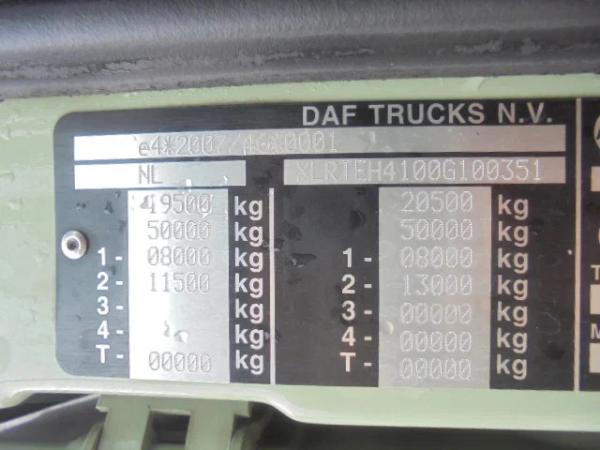 DAF TRUCKS N.V.
e4*2007/46*0001
NL XLRTEH4100G100351
19500 kg 20500 kg
50000 kg 50000 kg
1- 08000 kg 1- 08000 kg
2- 11500 kg 2- 13000 kg
3- kg 3- 00000 kg
4- kg 4- 00000 kg
T- 00000 kg T- 00000 kg
T
M